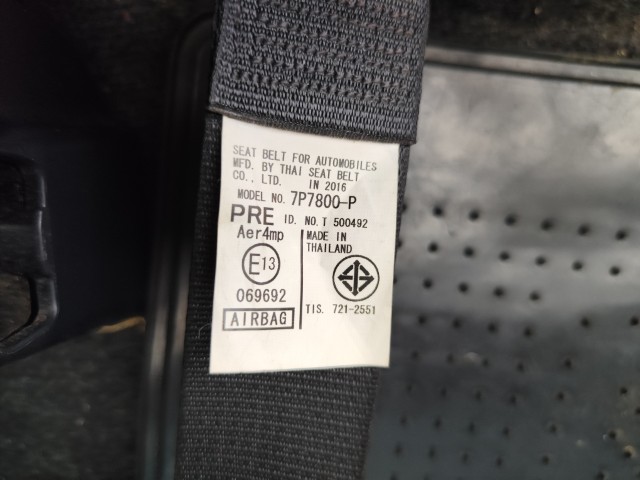 SEAT BELT FOR AUTOMOBILES
MFD. BY THAI SEAT BELT
CO., LTD. IN 2016
MODEL NO. 7P7800-P
PRE ID. NO. T 500492
Aer4mp
MADE IN
THAILAND
E13
069692
TIS. 721-2551
AIRBAG